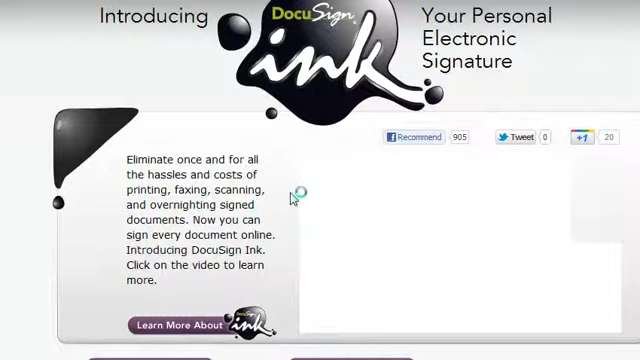 Introducing
DocuSign
ink
Your Personal
Electronic
Signature
Recommend 905 Tweet 0 +1 20
Eliminate once and for all
the hassles and costs of
printing, faxing, scanning,
and overnighting signed
documents. Now you can
sign every document online.
Introducing DocuSign Ink.
Click on the video to learn
more.
Learn More About DocuSign ink